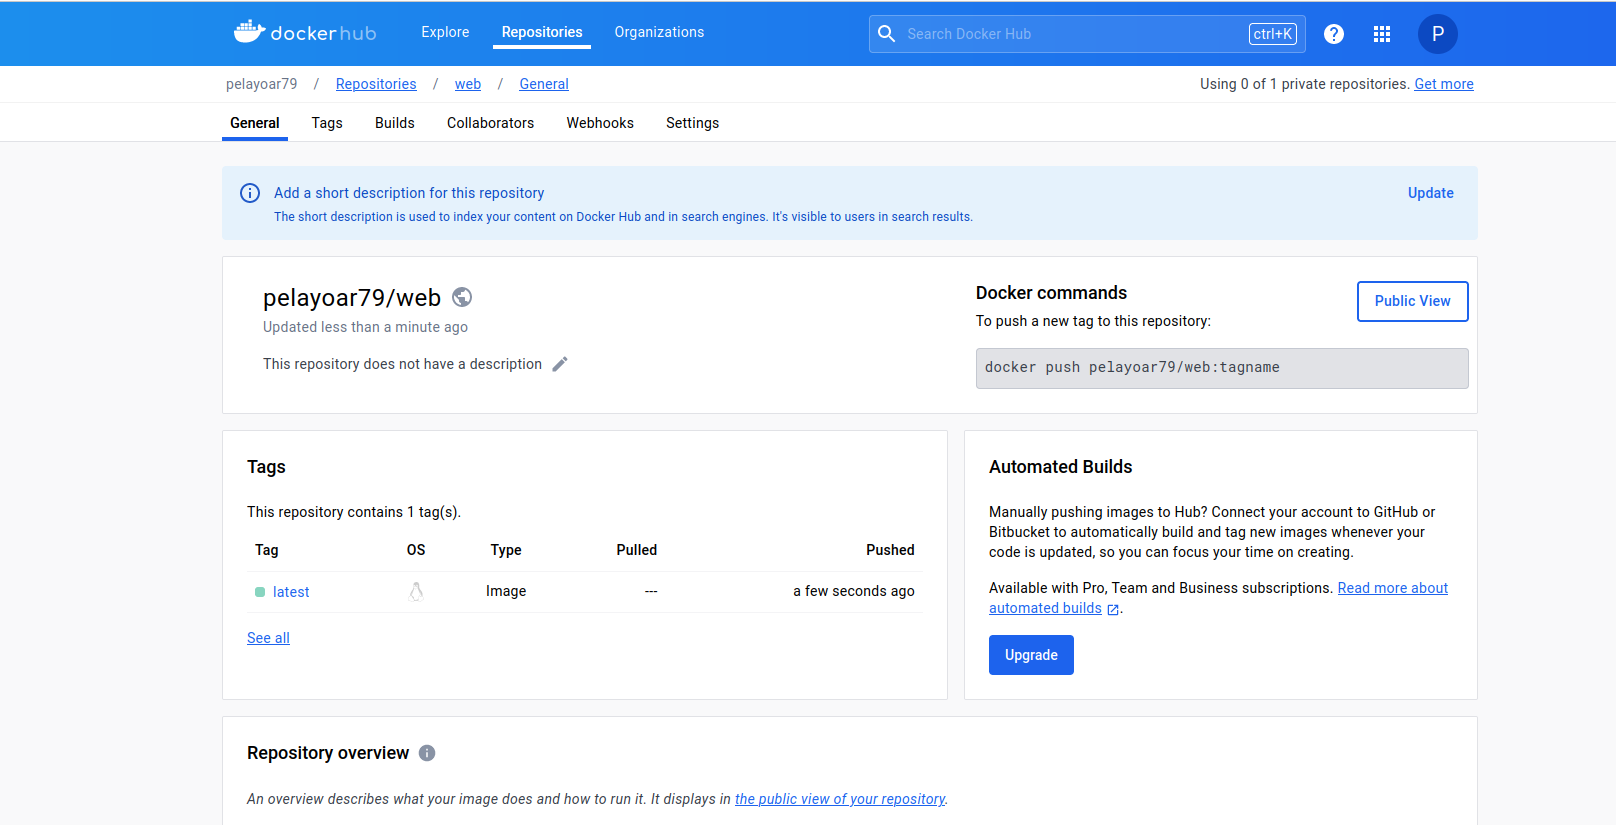 dockerhub Explore Repositories Organizations Search Docker Hub ctrl+K ? P
pelayoar79 / Repositories / web / General Using 0 of 1 private repositories. Get more
General Tags Builds Collaborators Webhooks Settings
Add a short description for this repository Update
The short description is used to index your content on Docker Hub and in search engines. It's visible to users in search results.
pelayoar79/web
Updated less than a minute ago
This repository does not have a description
Docker commands Public View
To push a new tag to this repository:
docker push pelayoar79/web:tagname
Tags
This repository contains 1 tag(s).
Tag OS Type Pulled Pushed
latest Image --- a few seconds ago
See all
Automated Builds
Manually pushing images to Hub? Connect your account to GitHub or
Bitbucket to automatically build and tag new images whenever your
code is updated, so you can focus your time on creating.
Available with Pro, Team and Business subscriptions. Read more about
automated builds .
Upgrade
Repository overview
An overview describes what your image does and how to run it. It displays in the public view of your repository.